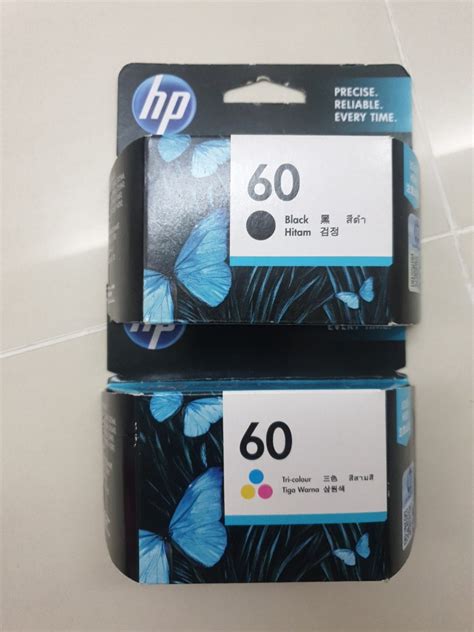 hp
PRECISE.
RELIABLE.
EVERY TIME.
60
Black 黑 สีดำ
Hitam 검정
hp
EVERY
60
Tri-colour 三色 สีสามสี
Tiga Warna 삼원색